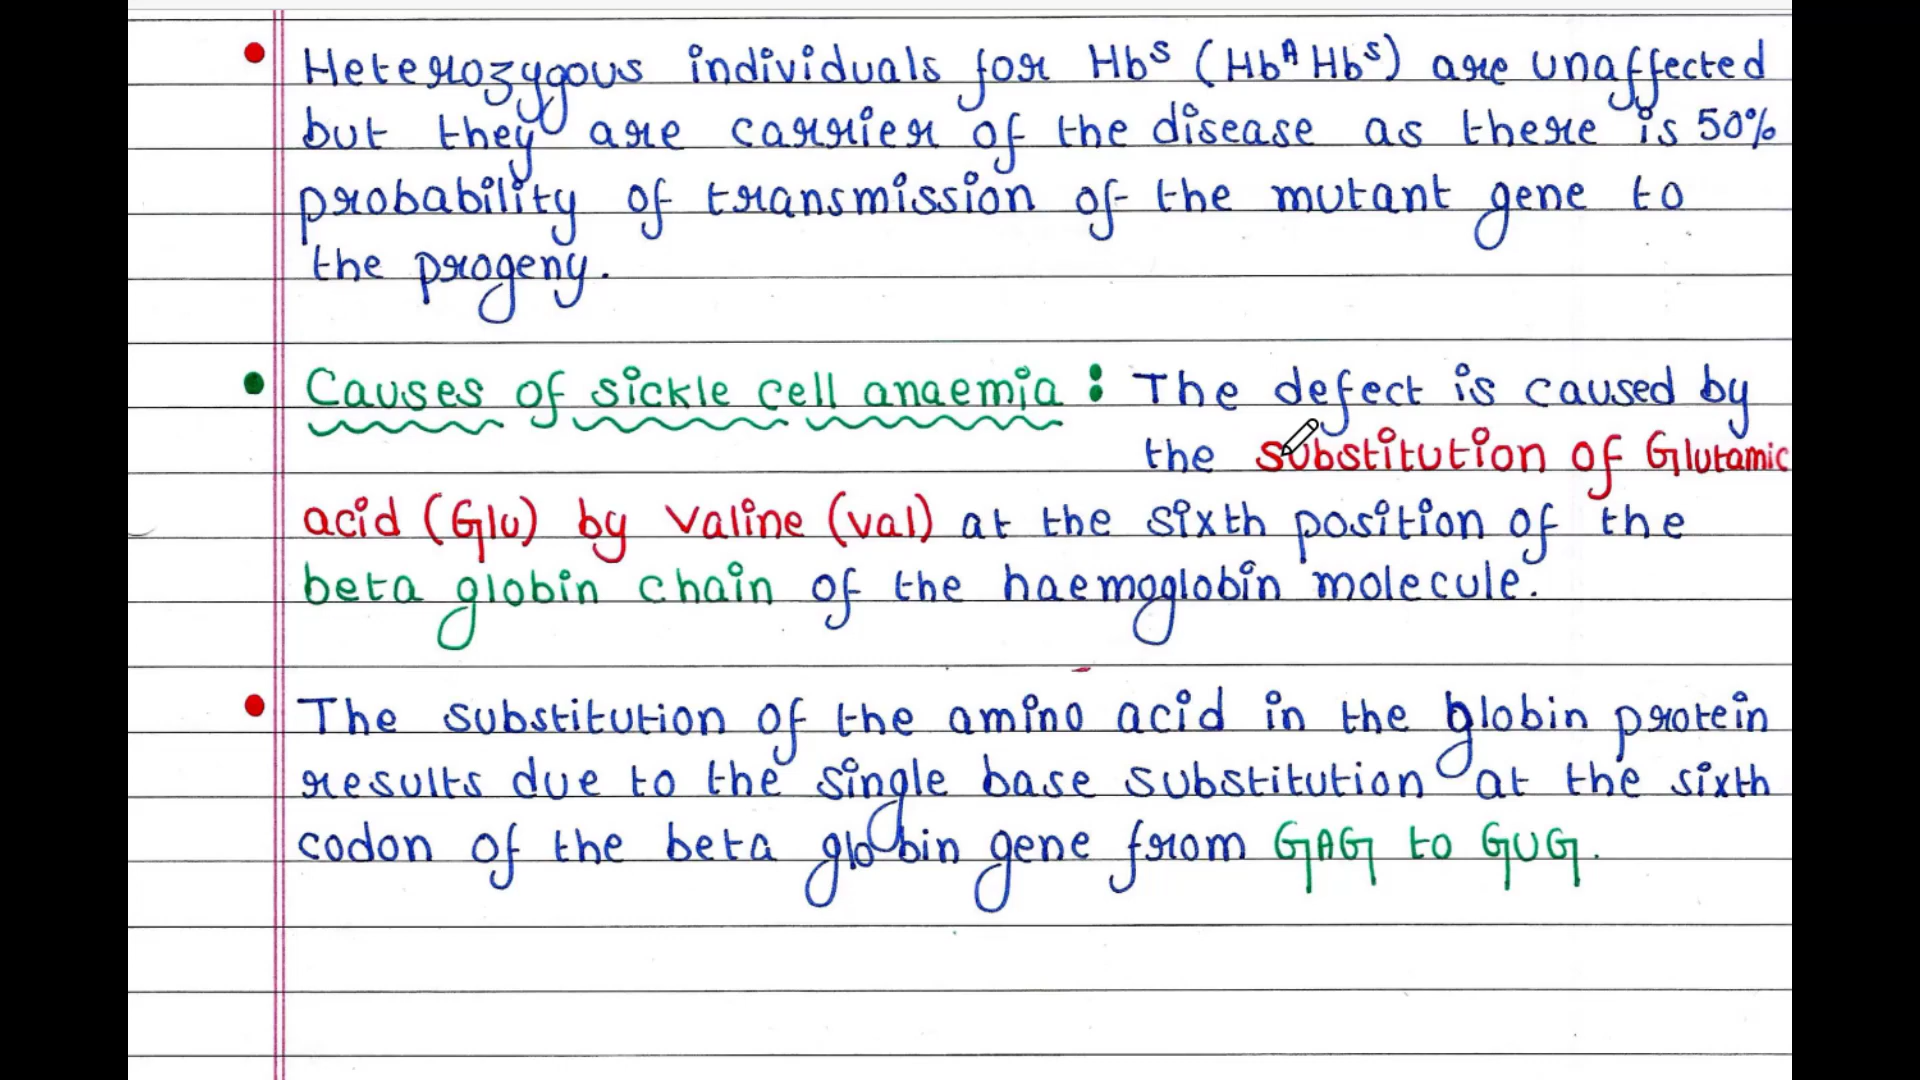 • Heterozygous individuals for Hbˢ (Hbᴬ Hbˢ) are unaffected
but they are carrier of the disease as there is 50%
probability of transmission of the mutant gene to
the progeny.
• Causes of sickle cell anaemia : The defect is caused by
the substitution of Glutamic
acid (Glu) by Valine (val) at the sixth position of the
beta globin chain of the haemoglobin molecule.
• The substitution of the amino acid in the globin protein
results due to the single base substitution at the sixth
codon of the beta globin gene from GAG to GUG.